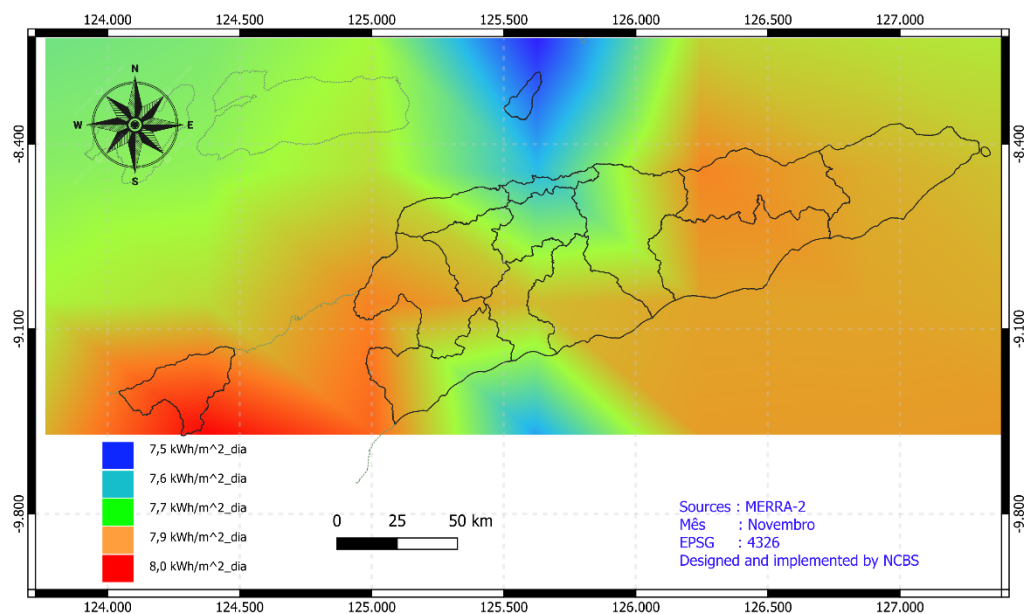 124.000 124.500 125.000 125.500 126.000 126.500 127.000
N
W E
S
-8.400 -8.400
-9.100 -9.100
-9.800 -9.800
7,5 kWh/m^2_dia
7,6 kWh/m^2_dia
7,7 kWh/m^2_dia
7,9 kWh/m^2_dia
8,0 kWh/m^2_dia
0 25 50 km
Sources : MERRA-2
Mês : Novembro
EPSG : 4326
Designed and implemented by NCBS
124.000 124.500 125.000 125.500 126.000 126.500 127.000